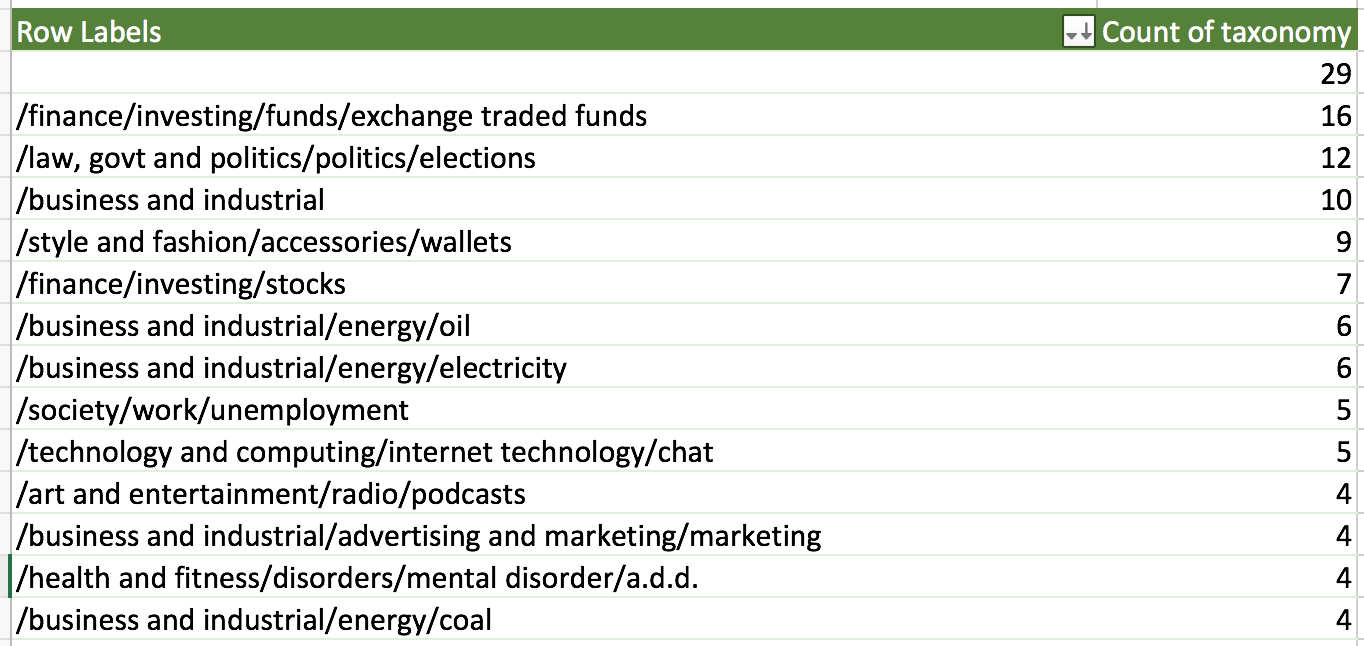 Row Labels Count of taxonomy
29
/finance/investing/funds/exchange traded funds 16
/law, govt and politics/politics/elections 12
/business and industrial 10
/style and fashion/accessories/wallets 9
/finance/investing/stocks 7
/business and industrial/energy/oil 6
/business and industrial/energy/electricity 6
/society/work/unemployment 5
/technology and computing/internet technology/chat 5
/art and entertainment/radio/podcasts 4
/business and industrial/advertising and marketing/marketing 4
/health and fitness/disorders/mental disorder/a.d.d. 4
/business and industrial/energy/coal 4